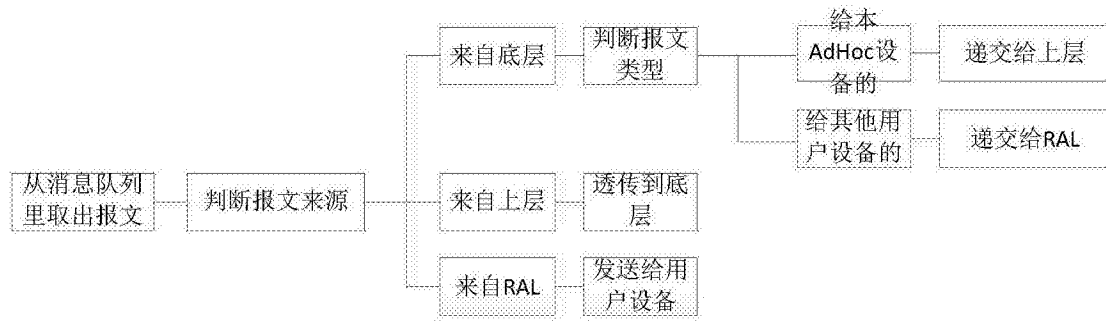 从消息队列
里取出报文
判断报文来源
来自底层
判断报文
类型
给本
AdHoc设
备的
递交给上层
给其他用
户设备的
递交给RAL
来自上层
透传到底
层
来自RAL
发送给用
户设备